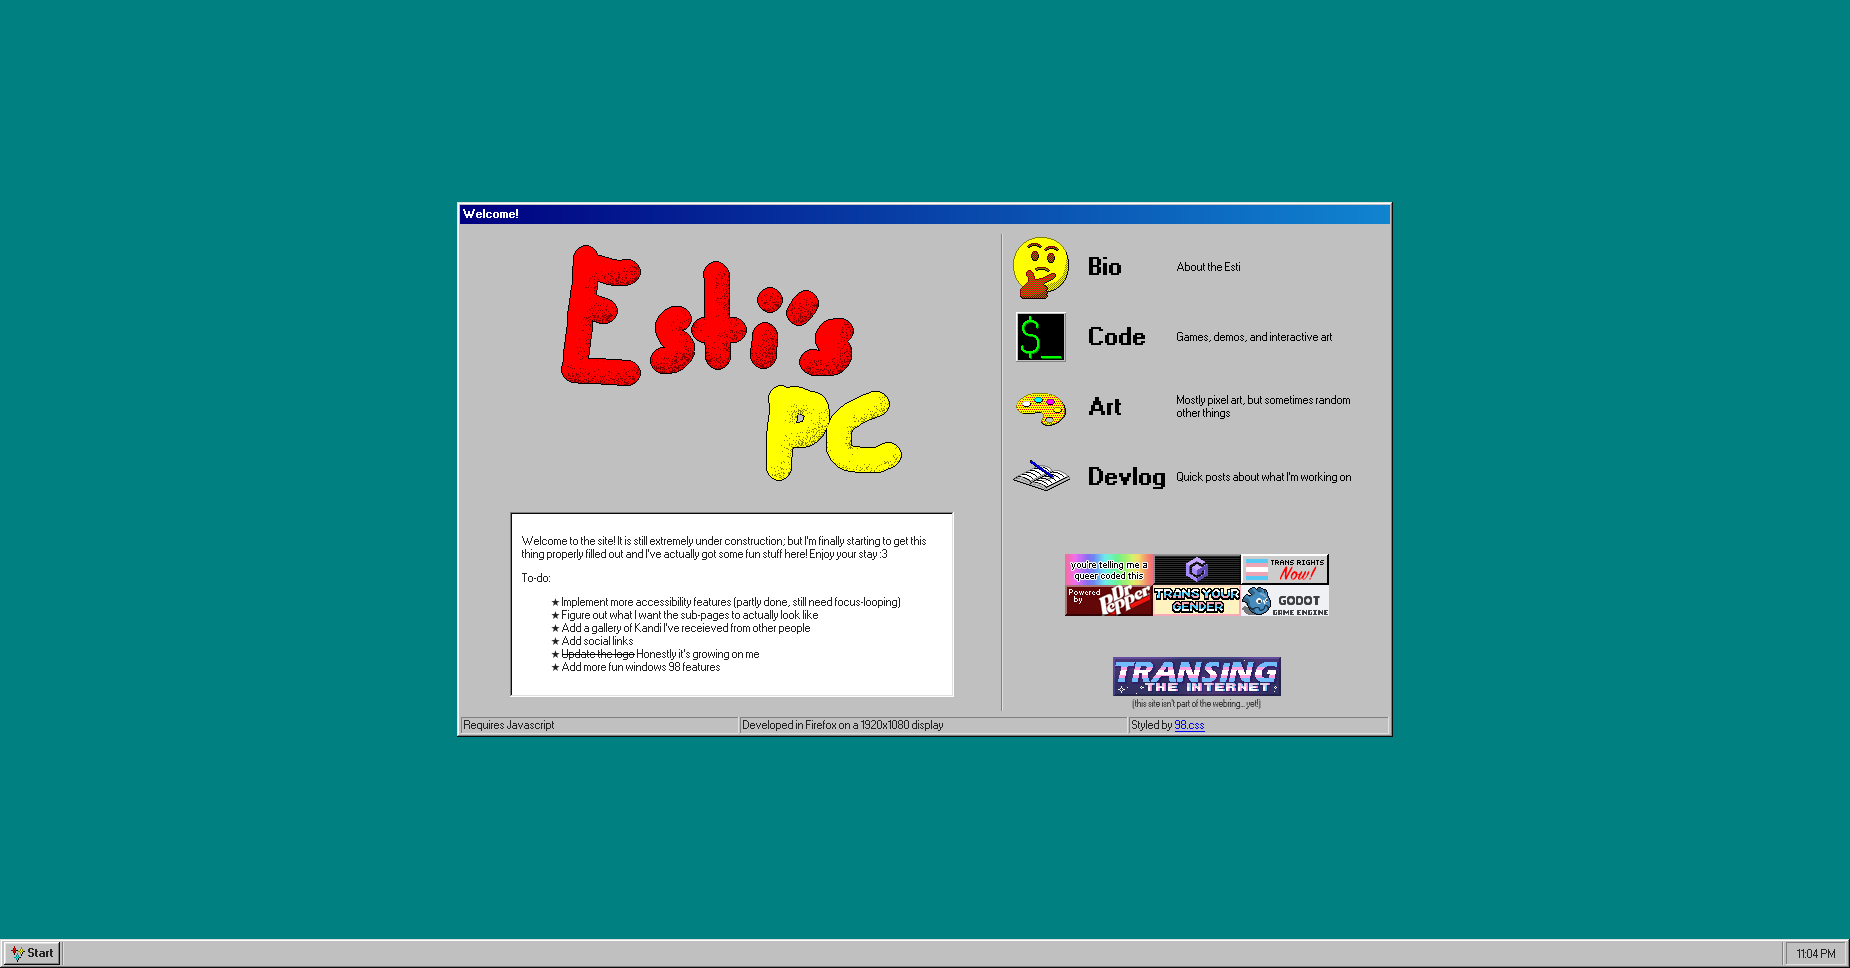 Welcome!
Esti's
PC
Bio
About the Esti
$_
Code
Games, demos, and interactive art
Art
Mostly pixel art, but sometimes random
other things
Devlog
Quick posts about what I'm working on
Welcome to the site! It is still extremely under construction; but I'm finally starting to get this
thing properly filled out and I've actually got some fun stuff here! Enjoy your stay :3
To-do:
★ Implement more accessibility features (partly done, still need focus-looping)
★ Figure out what I want the sub-pages to actually look like
★ Add a gallery of Kandi I've receieved from other people
★ Add social links
★ Update the logo Honestly it's growing on me
★ Add more fun windows 98 features
you're telling me a
queer coded this
TRANS RIGHTS
Now!
Powered
by
Dr
Pepper
TRANS YOUR
GENDER
GODOT
GAME ENGINE
TRANSING
THE INTERNET
(this site isn't part of the webring... yet!)
Requires Javascript
Developed in Firefox on a 1920x1080 display
Styled by 98.css
Start
11:04 PM